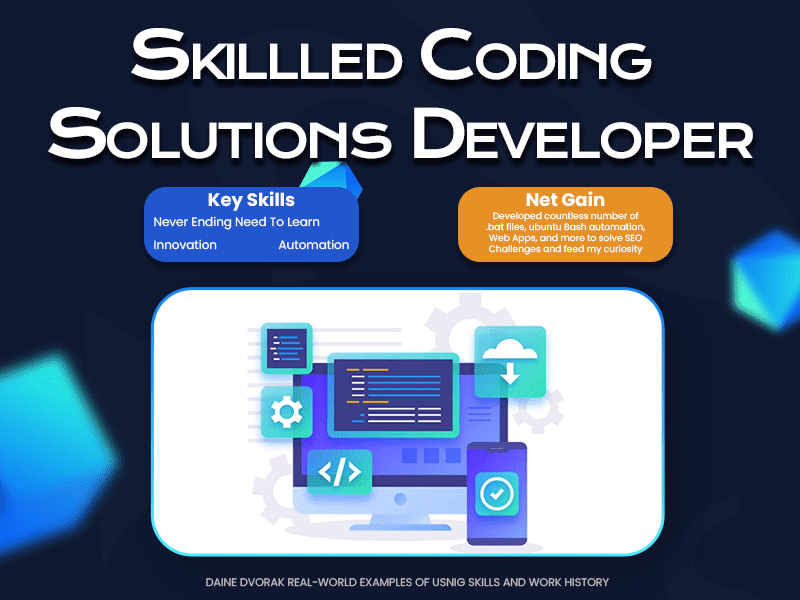 SKILLLED CODING
SOLUTIONS DEVELOPER
Key Skills
Never Ending Need To Learn
Innovation Automation
Net Gain
Developed countless number of
.bat files, ubuntu Bash automation,
Web Apps, and more to solve SEO
Challenges and feed my curiosity
</>
DAINE DVORAK REAL-WORLD EXAMPLES OF USNIG SKILLS AND WORK HISTORY